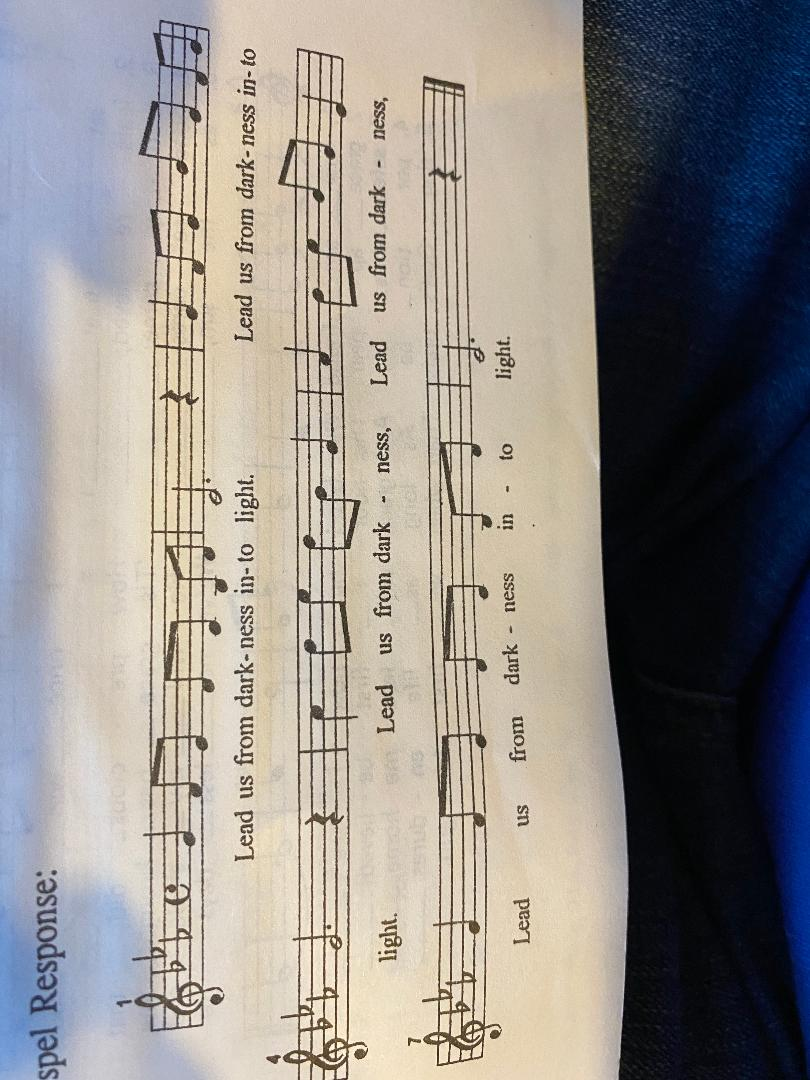 spel Response:
1
Lead us from dark-ness in-to light. Lead us from dark-ness in-to
4
light. Lead us from dark - ness, Lead us from dark - ness,
7
Lead us from dark - ness in - to light.